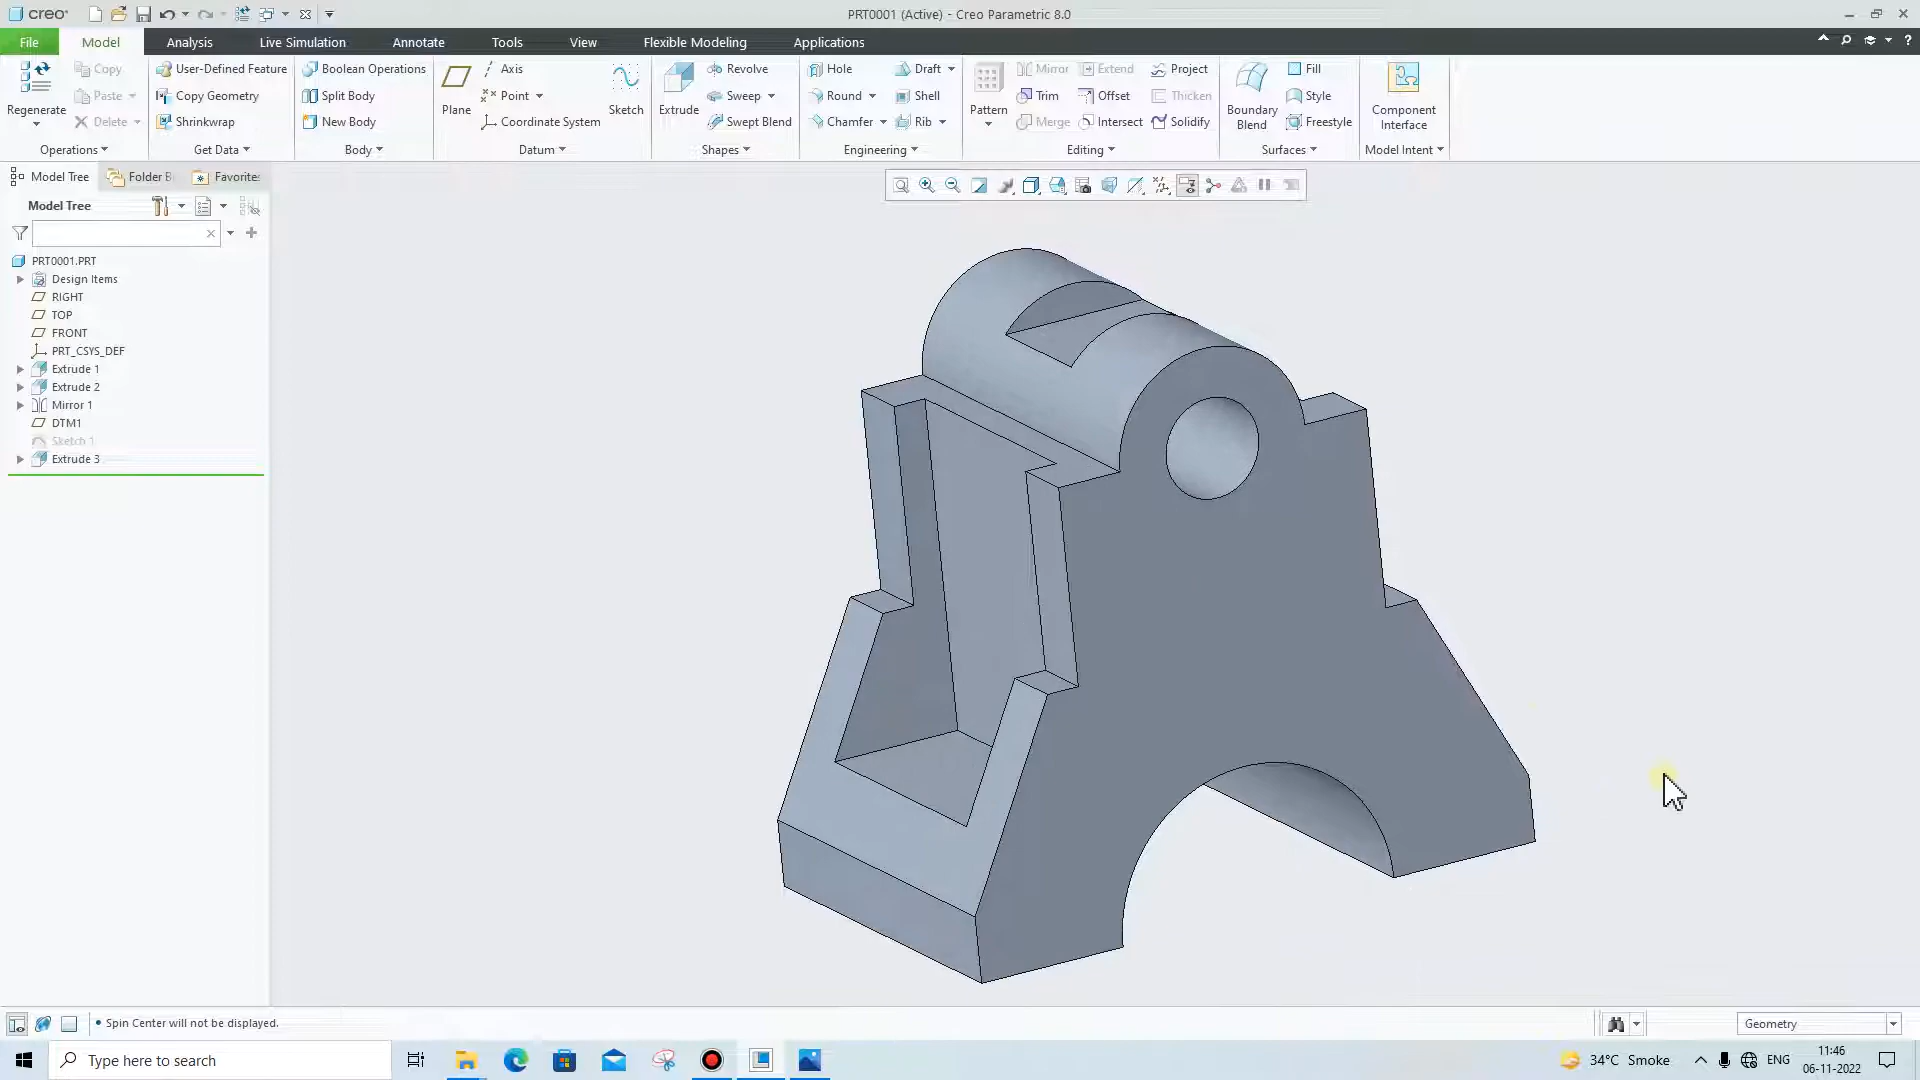 creo
PRT0001 (Active) - Creo Parametric 8.0
File Model Analysis Live Simulation Annotate Tools View Flexible Modeling Applications
Regenerate
Copy
Paste
Delete
Operations
User-Defined Feature
Copy Geometry
Shrinkwrap
Get Data
Boolean Operations
Split Body
New Body
Body
Plane
Axis
Point
Coordinate System
Sketch
Datum
Extrude
Revolve
Sweep
Swept Blend
Shapes
Hole
Round
Chamfer
Draft
Shell
Rib
Engineering
Pattern
Mirror
Trim
Merge
Extend
Offset
Intersect
Project
Thicken
Solidify
Editing
Boundary
Blend
Fill
Style
Freestyle
Surfaces
Component
Interface
Model Intent
Model Tree Folder B Favorites
Model Tree
PRT0001.PRT
Design Items
RIGHT
TOP
FRONT
PRT_CSYS_DEF
Extrude 1
Extrude 2
Mirror 1
DTM1
Sketch 1
Extrude 3
• Spin Center will not be displayed.
Geometry
Type here to search
34°C Smoke
ENG
11:46
06-11-2022